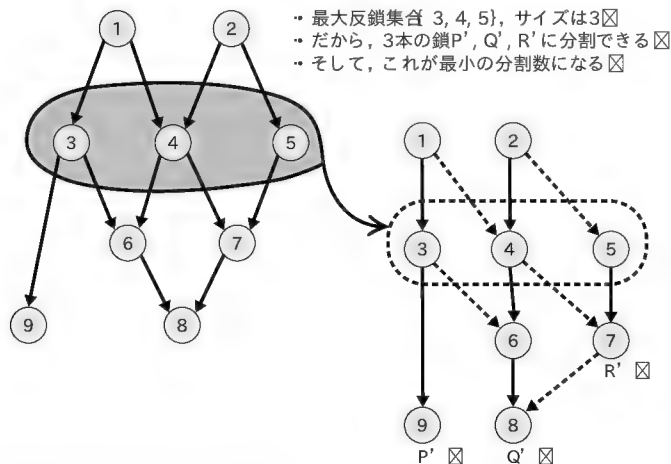 ・最大反鎖集合{ 3, 4, 5}，サイズは3☒
・だから，3本の鎖P’, Q’, R’に分割できる☒
・そして，これが最小の分割数になる☒
1 2
3 4 5
6 7
9 8
1 2
3 4 5
6 7
R’ ☒
9 8
P’ ☒ Q’ ☒